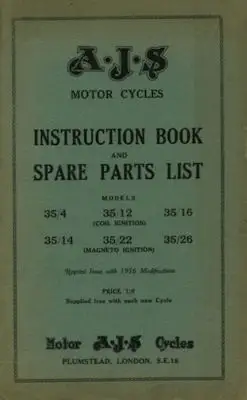 A·J·S
MOTOR CYCLES
INSTRUCTION BOOK
AND
SPARE PARTS LIST
MODELS
35/4 35/12 35/16
(COIL IGNITION)
35/14 35/22 35/26
(MAGNETO IGNITION)
Reprint Issue with 1936 Modifications
PRICE
Supplied free with each new Cycle
Motor A·J·S Cycles
PLUMSTEAD, LONDON, S.E.18